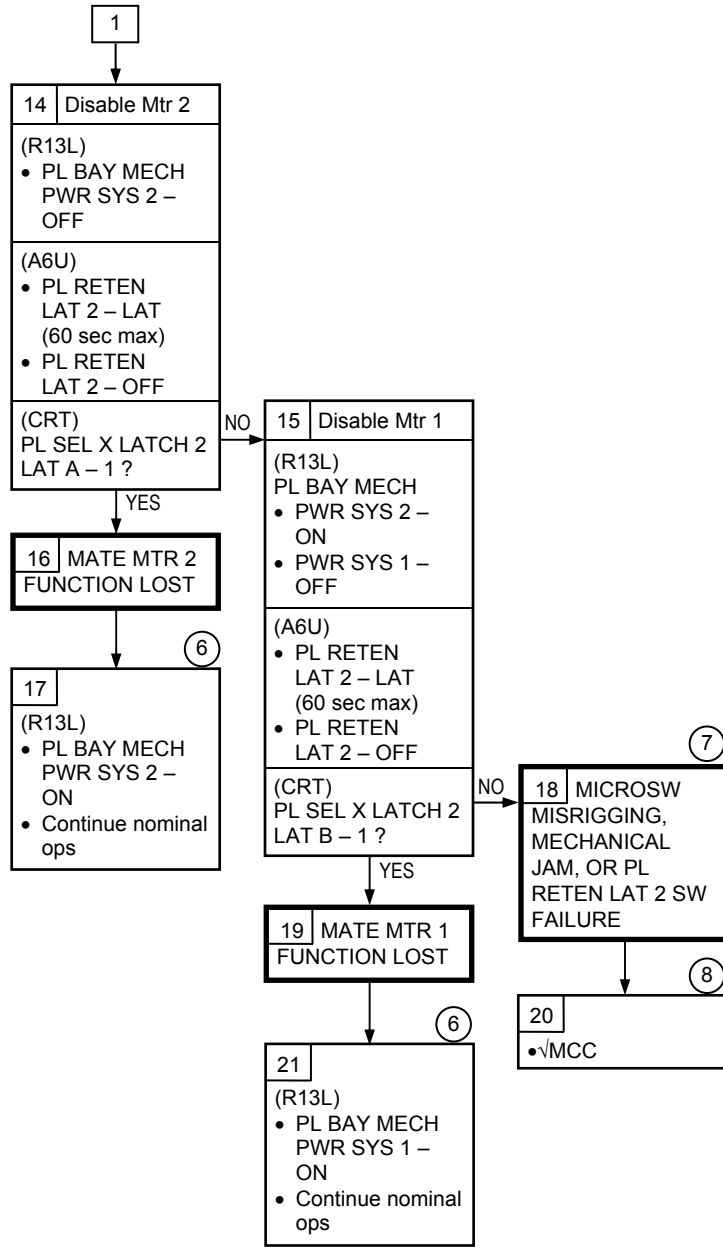 1
14 Disable Mtr 2
(R13L)
• PL BAY MECH
PWR SYS 2 –
OFF
(A6U)
• PL RETEN
LAT 2 – LAT
(60 sec max)
• PL RETEN
LAT 2 – OFF
(CRT)
PL SEL X LATCH 2
LAT A – 1 ?
NO
YES
15 Disable Mtr 1
(R13L)
PL BAY MECH
• PWR SYS 2 –
ON
• PWR SYS 1 –
OFF
(A6U)
• PL RETEN
LAT 2 – LAT
(60 sec max)
• PL RETEN
LAT 2 – OFF
(CRT)
PL SEL X LATCH 2
LAT B – 1 ?
NO
YES
16 MATE MTR 2
FUNCTION LOST
6
17
(R13L)
• PL BAY MECH
PWR SYS 2 –
ON
• Continue nominal
ops
7
18 MICROSW
MISRIGGING,
MECHANICAL
JAM, OR PL
RETEN LAT 2 SW
FAILURE
19 MATE MTR 1
FUNCTION LOST
8
20
•√MCC
6
21
(R13L)
• PL BAY MECH
PWR SYS 1 –
ON
• Continue nominal
ops